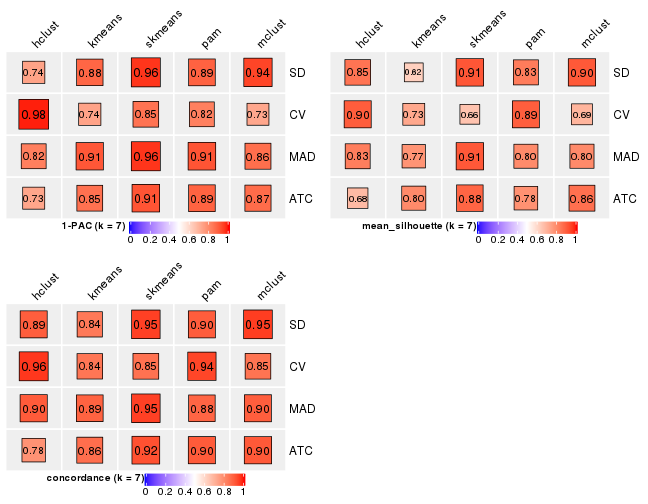 hclust kmeans skmeans pam mclust
0.74 0.88 0.96 0.89 0.94 SD
0.98 0.74 0.85 0.82 0.73 CV
0.82 0.91 0.96 0.91 0.86 MAD
0.73 0.85 0.91 0.89 0.87 ATC
1-PAC (k = 7)
0 0.2 0.4 0.6 0.8 1
hclust kmeans skmeans pam mclust
0.85 0.62 0.91 0.83 0.90 SD
0.90 0.73 0.66 0.89 0.69 CV
0.83 0.77 0.91 0.80 0.80 MAD
0.68 0.80 0.88 0.78 0.86 ATC
mean_silhouette (k = 7)
0 0.2 0.4 0.6 0.8 1
hclust kmeans skmeans pam mclust
0.89 0.84 0.95 0.90 0.95 SD
0.96 0.84 0.85 0.94 0.85 CV
0.90 0.89 0.95 0.88 0.90 MAD
0.78 0.86 0.92 0.90 0.90 ATC
concordance (k = 7)
0 0.2 0.4 0.6 0.8 1